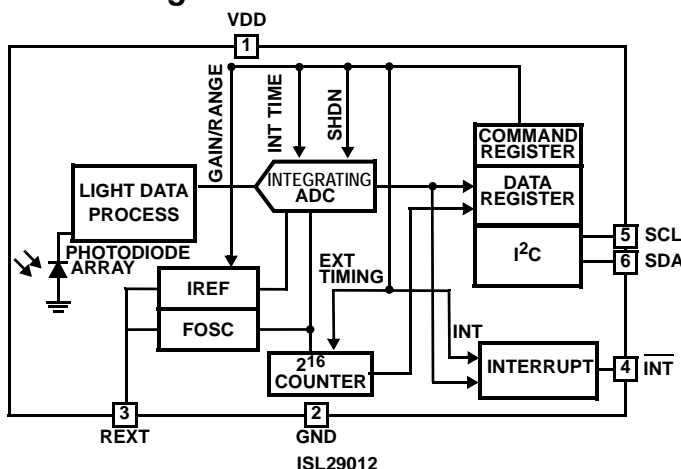 VDD
1
GAIN/RANGE
INT TIME
SHDN
COMMAND
REGISTER
LIGHT DATA
PROCESS
INTEGRATING
ADC
DATA
REGISTER
I²C
5 SCL
6 SDA
PHOTODIODE
ARRAY
IREF
FOSC
EXT
TIMING
INT
2¹⁶
COUNTER
INTERRUPT
4 INT
3
REXT
2
GND
ISL29012